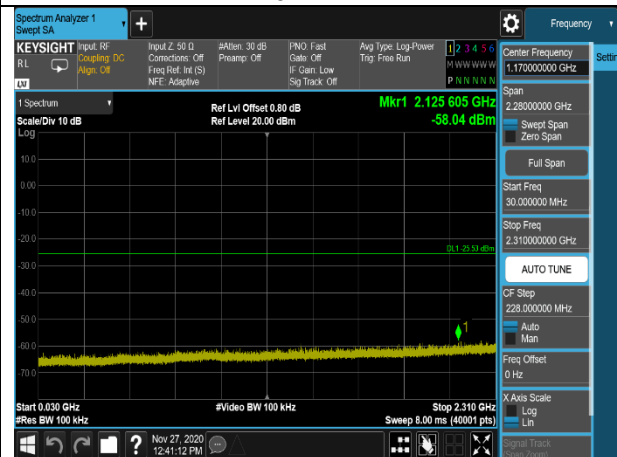 Spectrum Analyzer 1
Swept SA
+
Frequency
KEYSIGHT
RL
Input: RF
Coupling: DC
Align: Off
Input Z: 50 Ω
Corrections: Off
Freq Ref: Int (S)
NFE: Adaptive
#Atten: 30 dB
Preamp: Off
PNO: Fast
Gate: Off
IF Gain: Low
Sig Track: Off
Avg Type: Log-Power
Trig: Free Run
1 2 3 4 5 6
M W W W W W
P N N N N N
1 Spectrum
Scale/Div 10 dB
Log
Ref Lvl Offset 0.80 dB
Ref Level 20.00 dBm
Mkr1 2.125 605 GHz
-58.04 dBm
10.0
0.00
-10.0
-20.0
-30.0
-40.0
-50.0
-60.0
-70.0
DL1 -25.53 dBm
1
Start 0.030 GHz
#Res BW 100 kHz
#Video BW 100 kHz
Stop 2.310 GHz
Sweep 8.00 ms (40001 pts)
Nov 27, 2020
12:41:12 PM
Center Frequency
1.170000000 GHz
Settin
Span
2.28000000 GHz
Swept Span
Zero Span
Full Span
Start Freq
30.000000 MHz
Stop Freq
2.310000000 GHz
AUTO TUNE
CF Step
228.000000 MHz
Auto
Man
Freq Offset
0 Hz
X Axis Scale
Log
Lin
Signal Track
(Span Zoom)